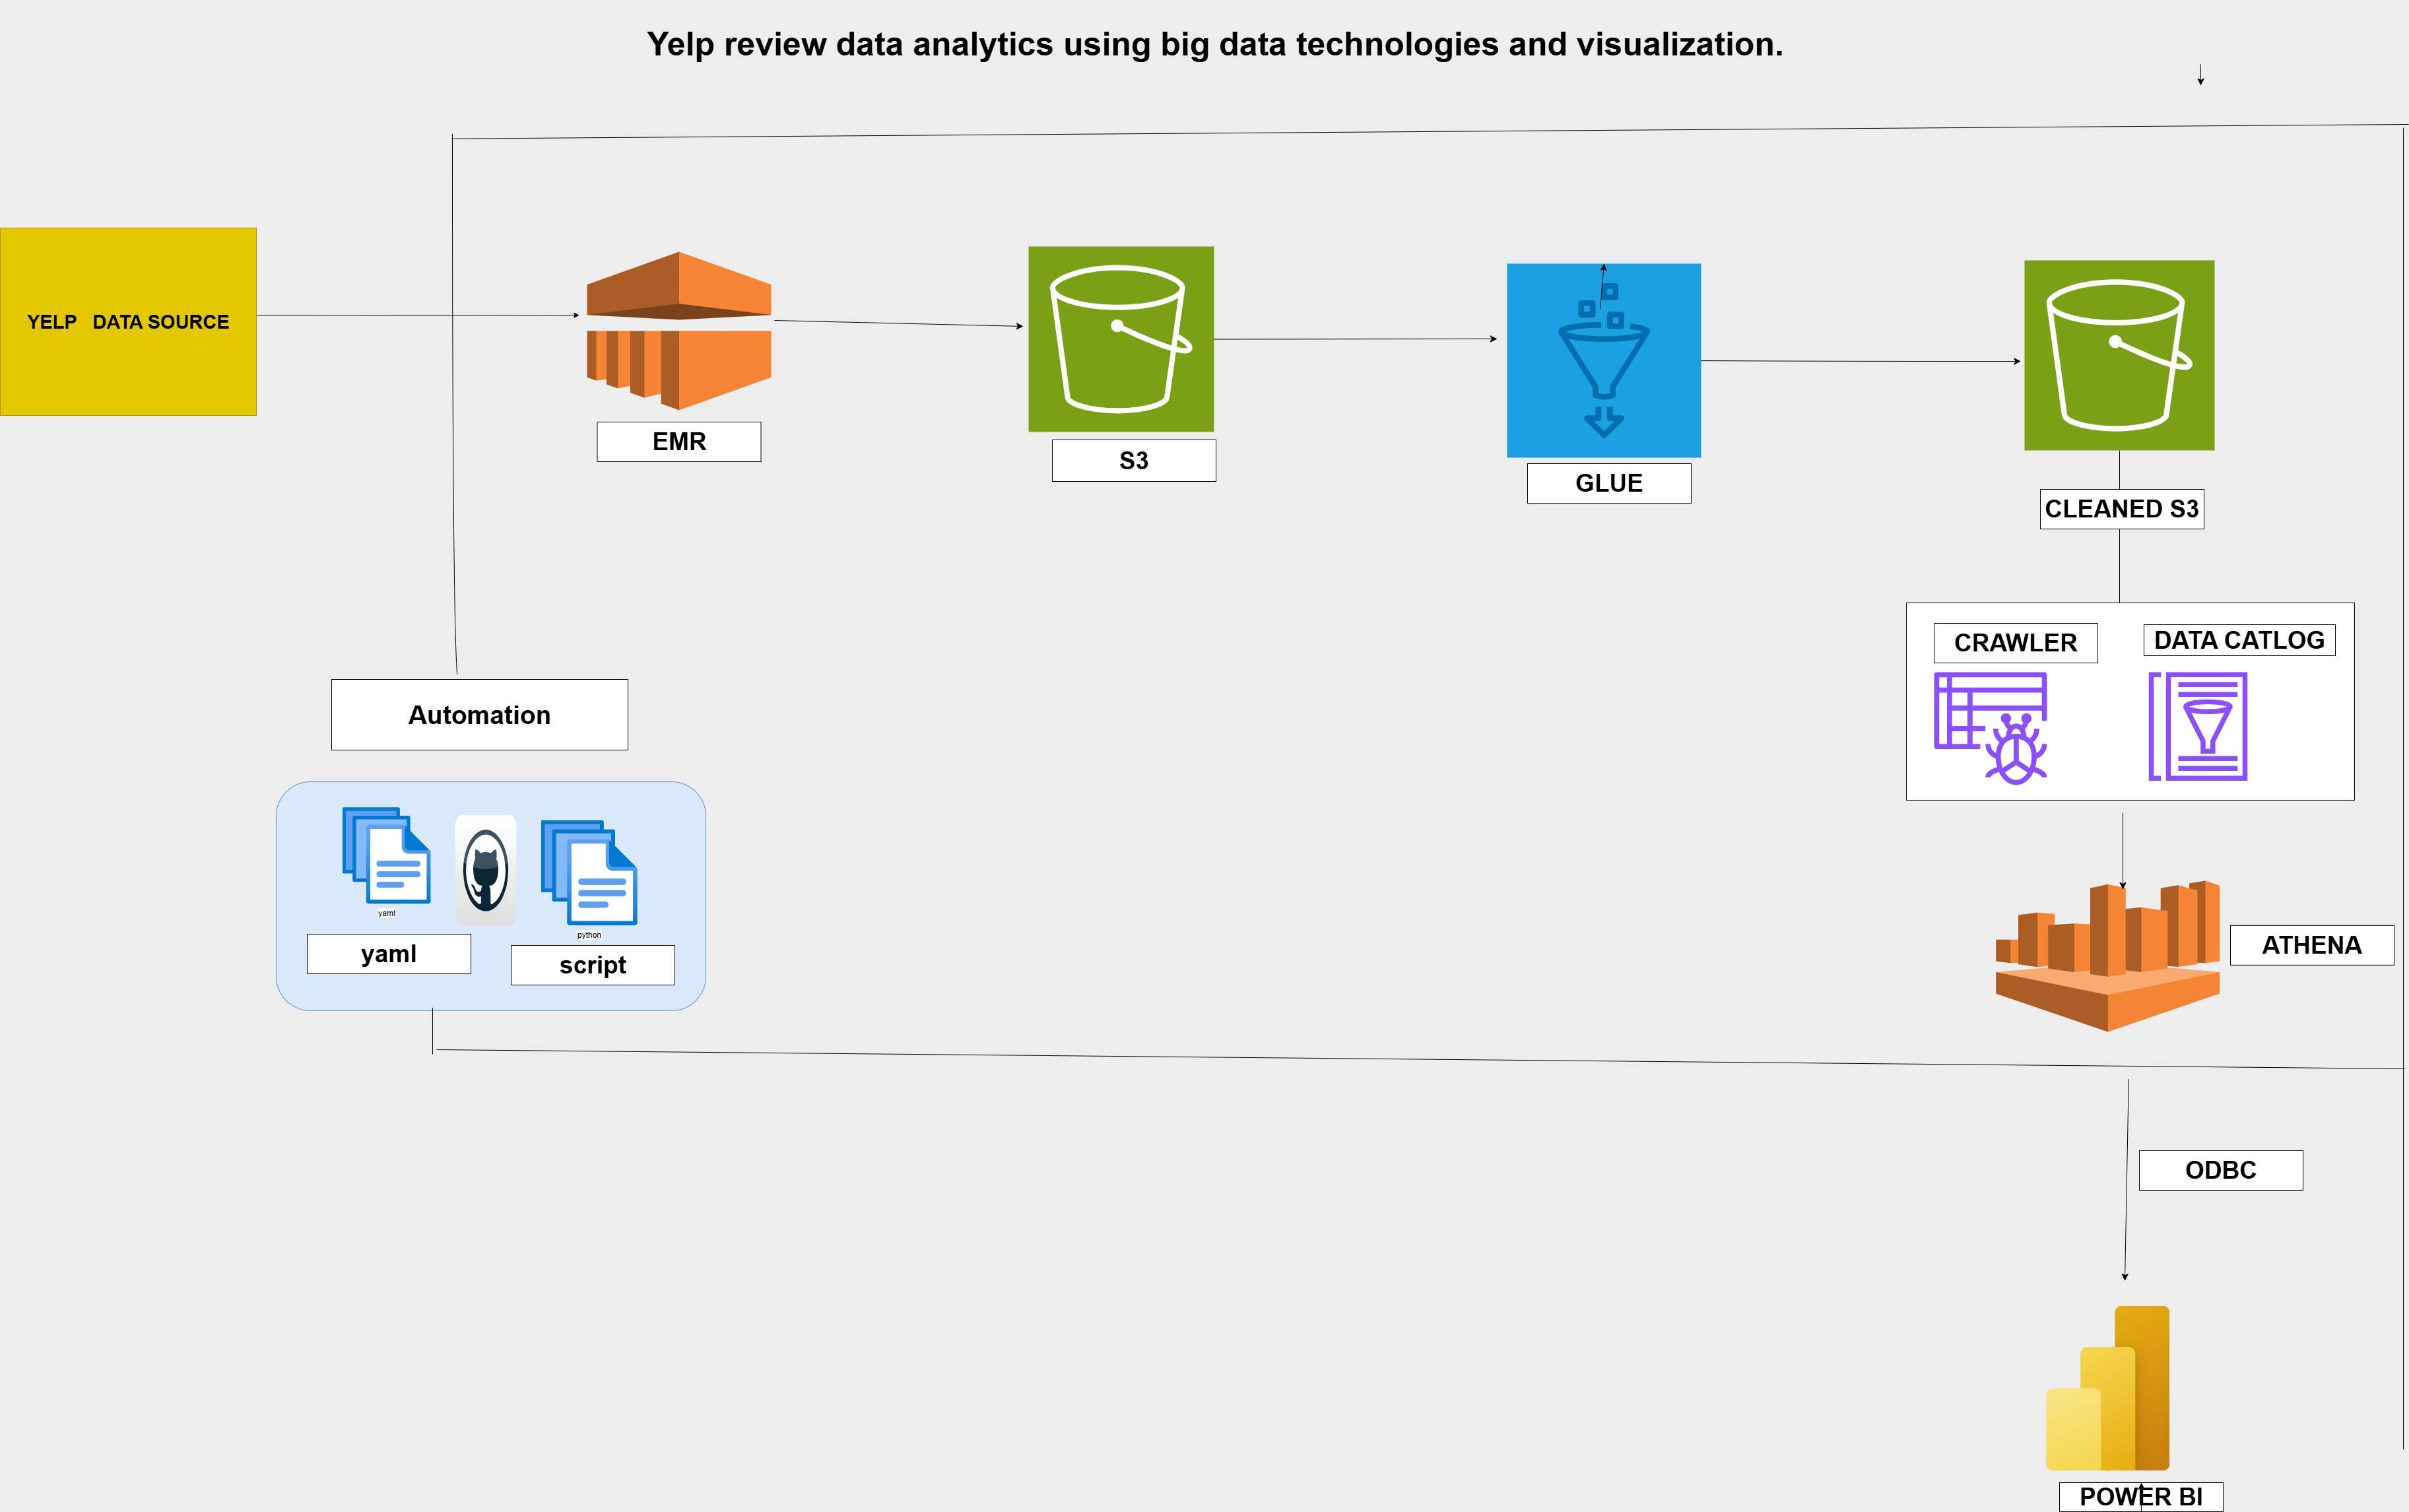 Yelp review data analytics using big data technologies and visualization.
YELP DATA SOURCE
EMR
S3
GLUE
CLEANED S3
CRAWLER
DATA CATLOG
Automation
yaml
python
yaml
script
ATHENA
ODBC
POWER BI